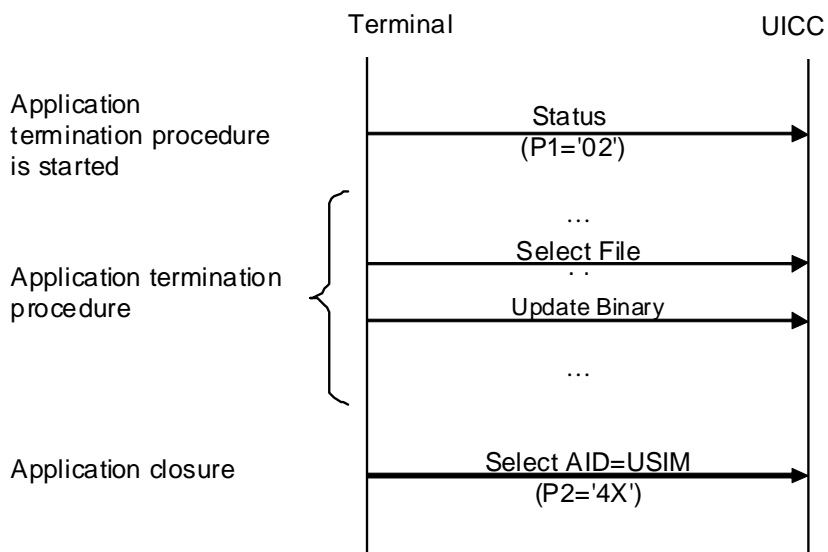 Terminal
UICC
Application
termination procedure
is started
Status
(P1='02')
...
Select File
. .
Application termination
procedure
Update Binary
...
Application closure
Select AID=USIM
(P2='4X')